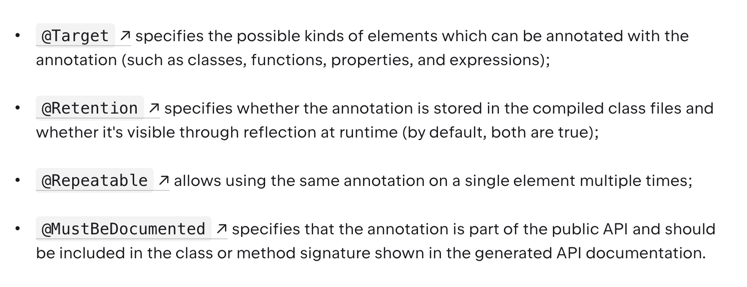 • @Target ↗ specifies the possible kinds of elements which can be annotated with the
annotation (such as classes, functions, properties, and expressions);
• @Retention ↗ specifies whether the annotation is stored in the compiled class files and
whether it's visible through reflection at runtime (by default, both are true);
• @Repeatable ↗ allows using the same annotation on a single element multiple times;
• @MustBeDocumented ↗ specifies that the annotation is part of the public API and should
be included in the class or method signature shown in the generated API documentation.